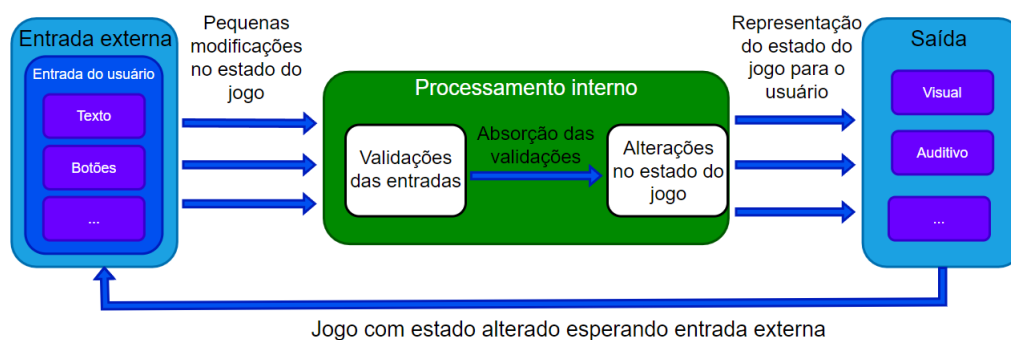 Entrada externa
Entrada do usuário
Texto
Botões
...
Pequenas
modificações
no estado do
jogo
Processamento interno
Validações
das entradas
Absorção das
validações
Alterações
no estado do
jogo
Representação
do estado do
jogo para o
usuário
Saída
Visual
Auditivo
...
Jogo com estado alterado esperando entrada externa